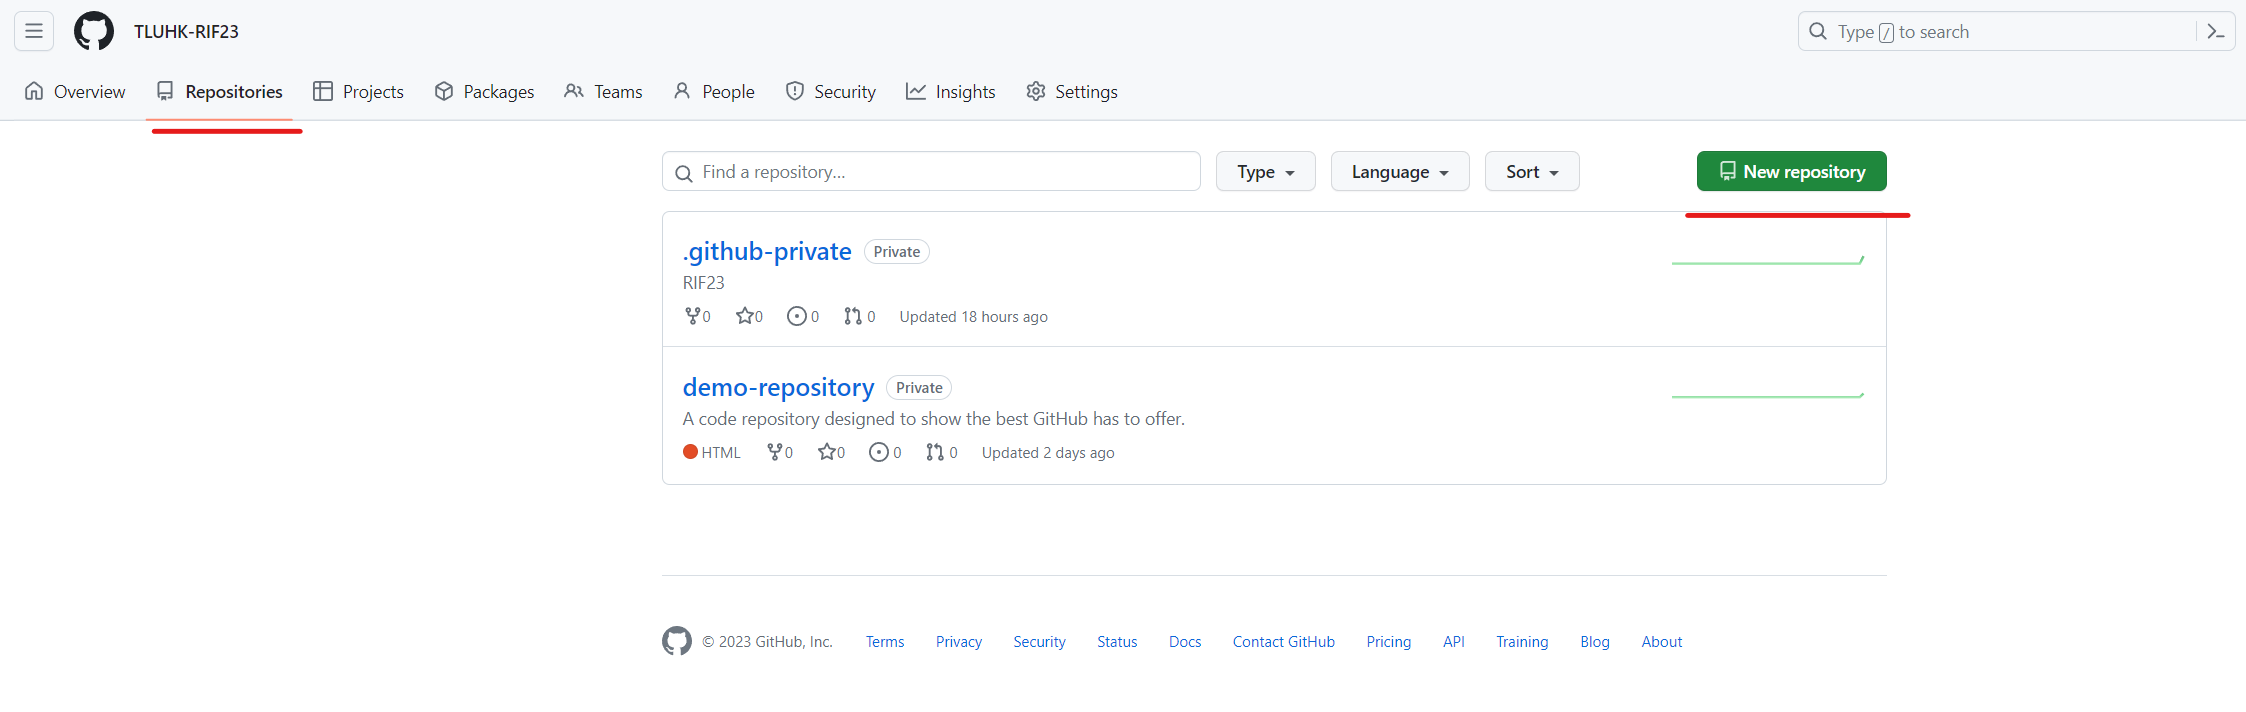 TLUHK-RIF23
Type / to search
Overview Repositories Projects Packages Teams People Security Insights Settings
Find a repository... Type Language Sort New repository
.github-private Private
RIF23
0 0 0 0 Updated 18 hours ago
demo-repository Private
A code repository designed to show the best GitHub has to offer.
HTML 0 0 0 0 Updated 2 days ago
© 2023 GitHub, Inc. Terms Privacy Security Status Docs Contact GitHub Pricing API Training Blog About